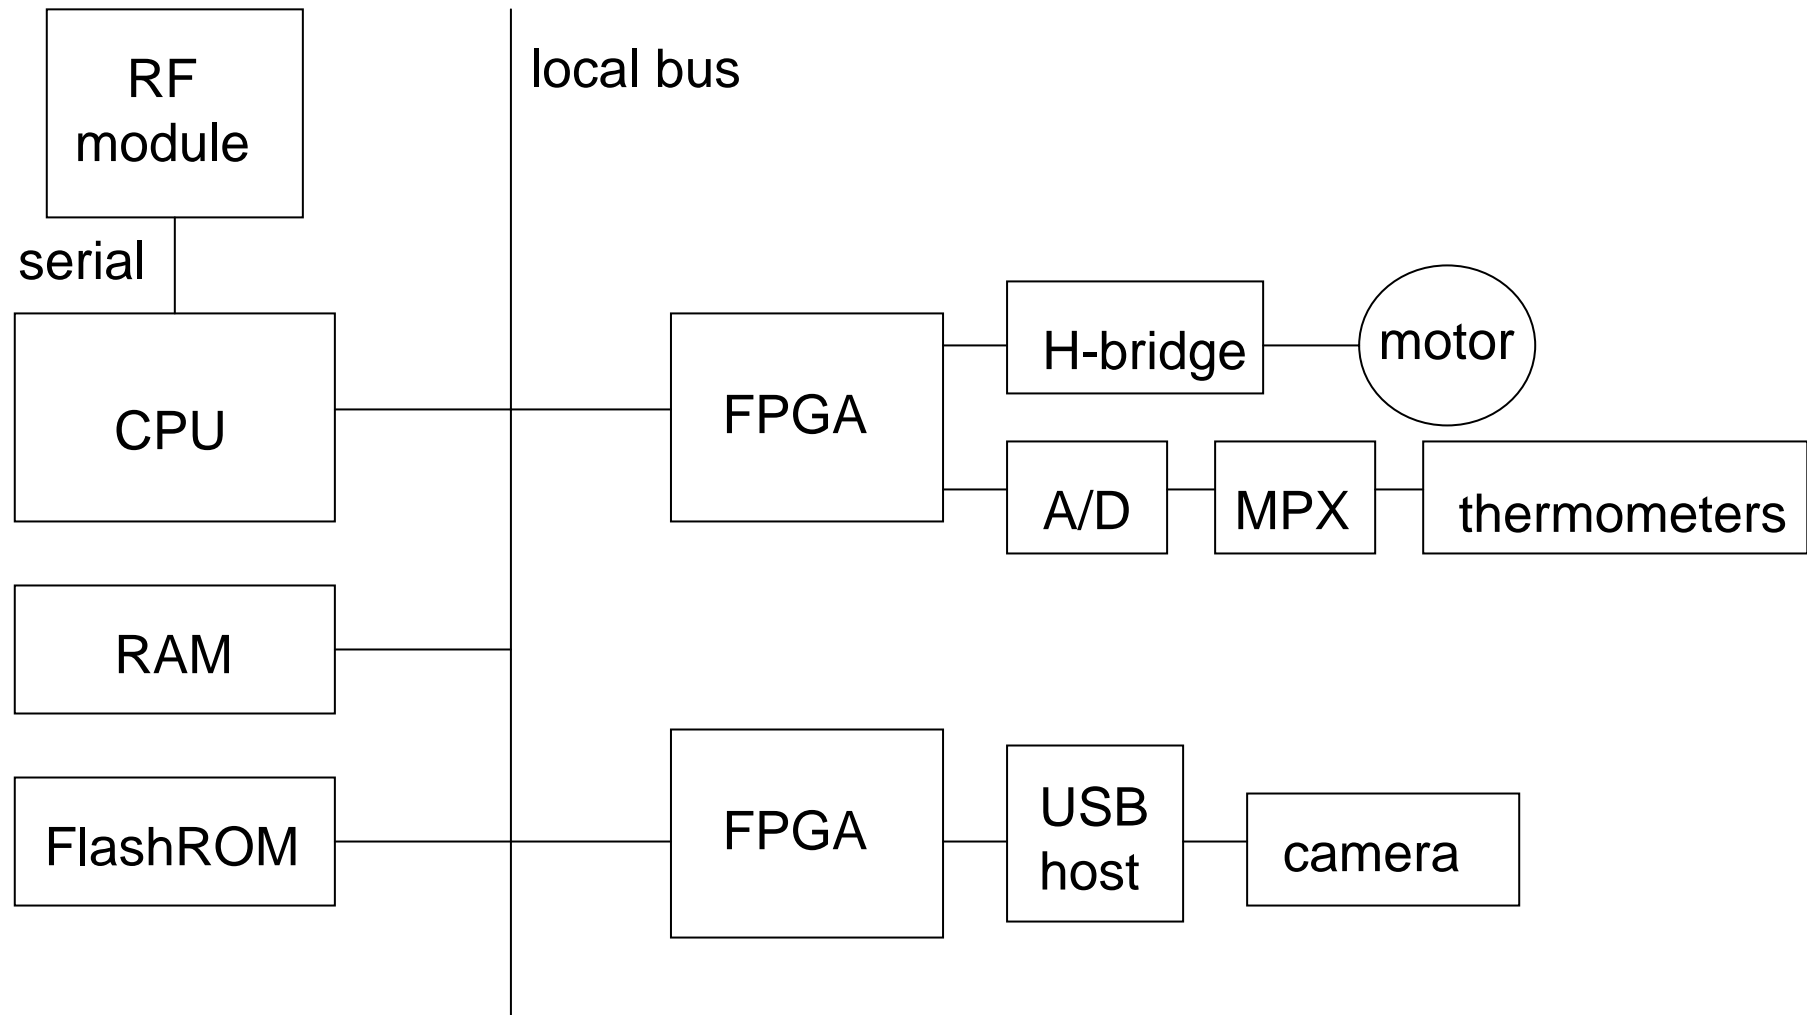 RF
module
local bus
serial
CPU
FPGA
H-bridge
motor
A/D
MPX
thermometers
RAM
FlashROM
FPGA
USB
host
camera